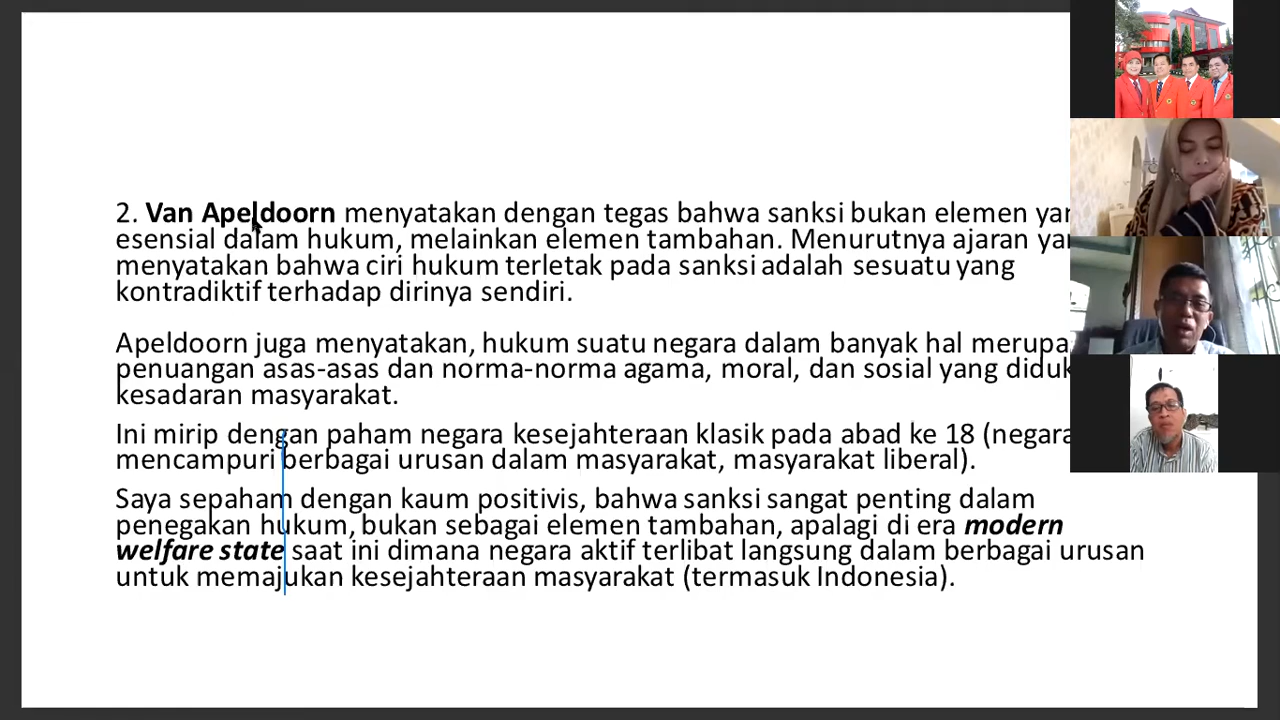 2. Van Apeldoorn menyatakan dengan tegas bahwa sanksi bukan elemen
esensial dalam hukum, melainkan elemen tambahan. Menurutnya ajaran
menyatakan bahwa ciri hukum terletak pada sanksi adalah sesuatu yang
kontradiktif terhadap dirinya sendiri.
Apeldoorn juga menyatakan, hukum suatu negara dalam banyak hal
penuangan asas-asas dan norma-norma agama, moral, dan sosial yang
kesadaran masyarakat.
Ini mirip dengan paham negara kesejahteraan klasik pada abad ke 18 (negara
mencampuri berbagai urusan dalam masyarakat, masyarakat liberal).
Saya sepaham dengan kaum positivis, bahwa sanksi sangat penting dalam
penegakan hukum, bukan sebagai elemen tambahan, apalagi di era modern
welfare state saat ini dimana negara aktif terlibat langsung dalam berbagai urusan
untuk memajukan kesejahteraan masyarakat (termasuk Indonesia).